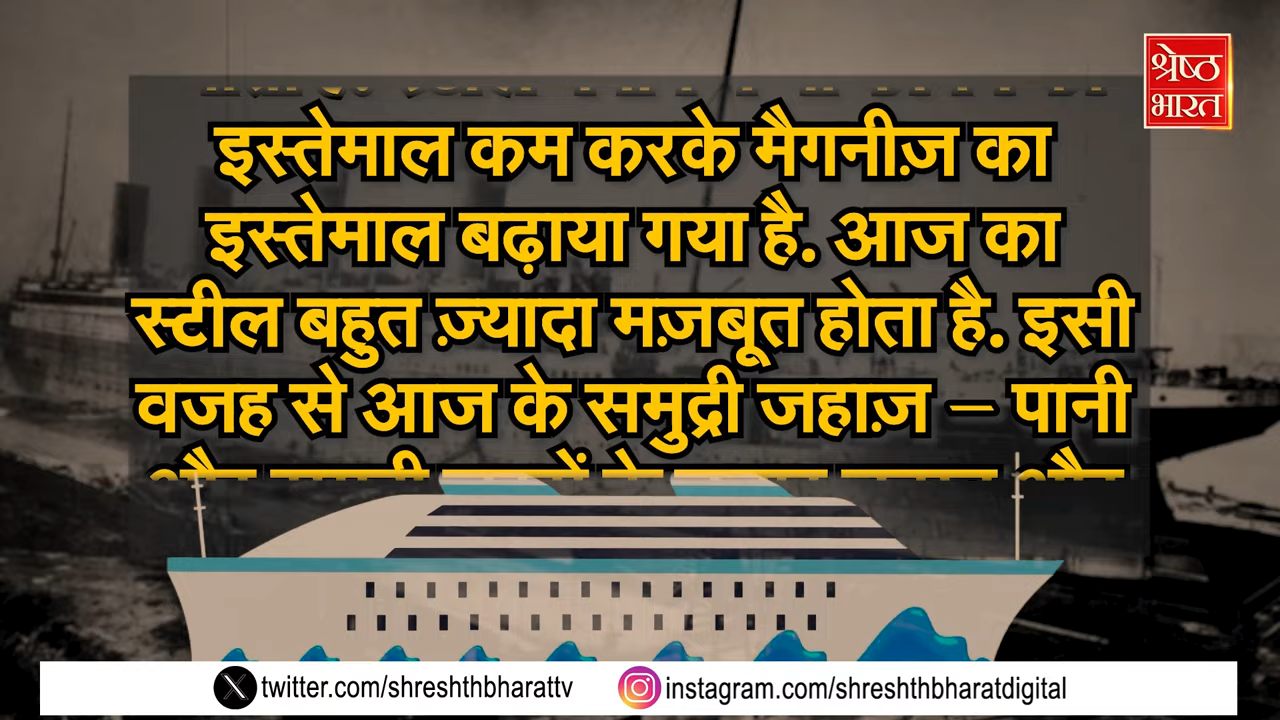 श्रेष्ठ
भारत
इस्तेमाल कम करके मैगनीज़ का
इस्तेमाल बढ़ाया गया है. आज का
स्टील बहुत ज़्यादा मज़बूत होता है. इसी
वजह से आज के समुद्री जहाज़ – पानी
twitter.com/shreshthbharattv
instagram.com/shreshthbharatdigital